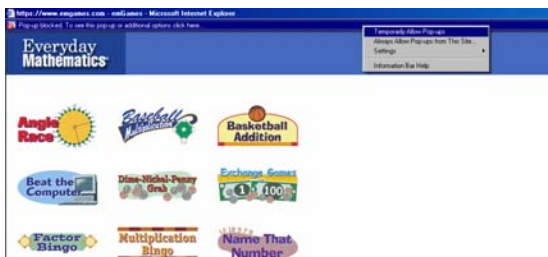 https://www.emgames.com - emGames - Microsoft Internet Explorer
Pop-up blocked. To see this pop-up or additional options click here...
Temporarily Allow Pop-ups
Always Allow Pop-ups from This Site...
Settings
Information Bar Help
Everyday
Mathematics
Angle
Race
Baseball
Multiplication
Basketball
Addition
Beat the
Computer
Dime-Nickel-Penny
Grab
Exchange Games
1 100
Factor
Bingo
Multiplication
Bingo
Name That
Number